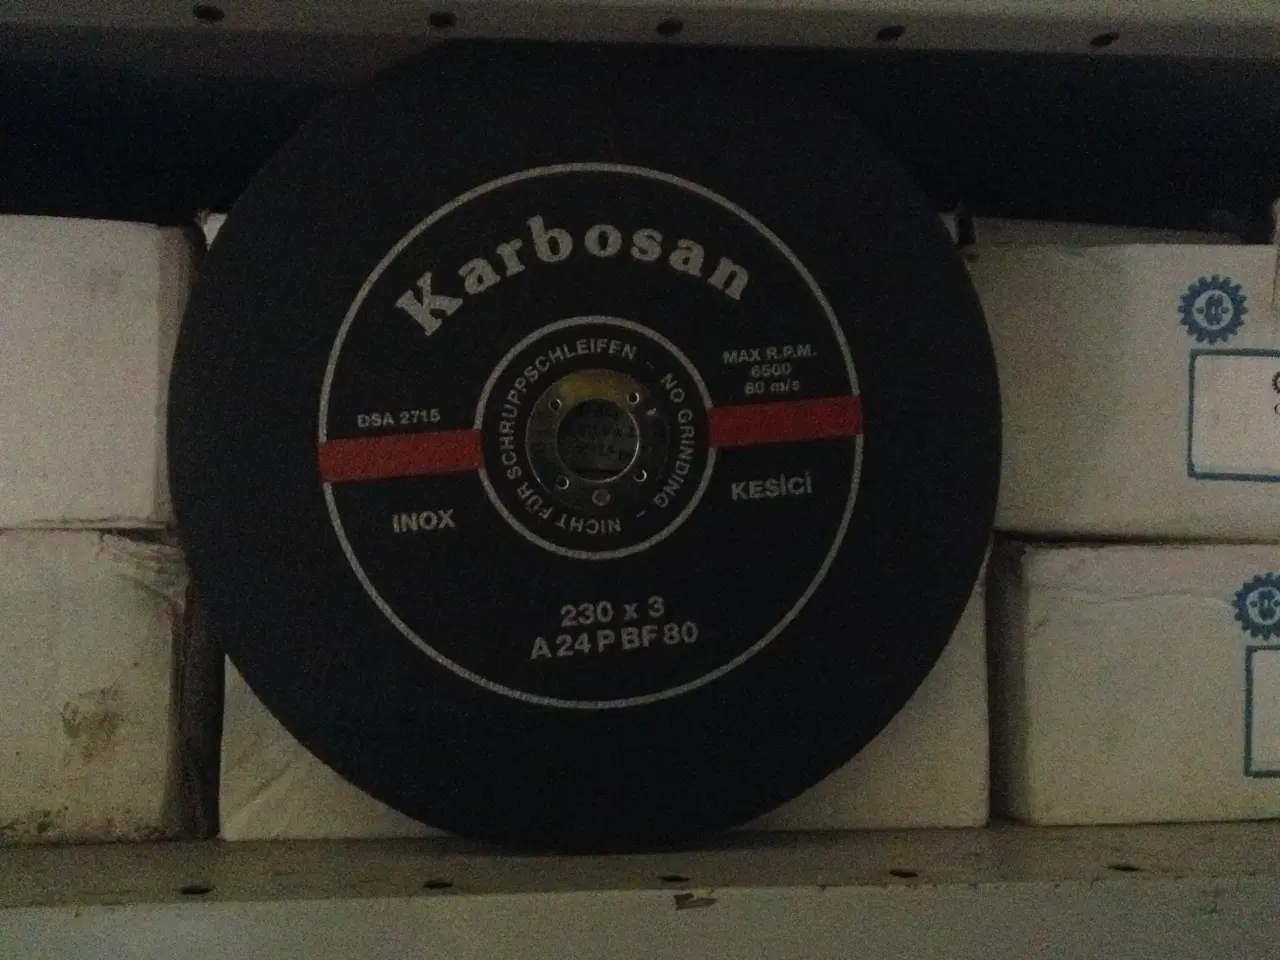 Karbosan
NICHT FÜR SCHRUPPSCHLEIFEN - NO GRINDING -
MAX R.P.M.
6500
80 m/s
DSA 2715
INOX
KESİCİ
230 x 3
A 24 P BF 80